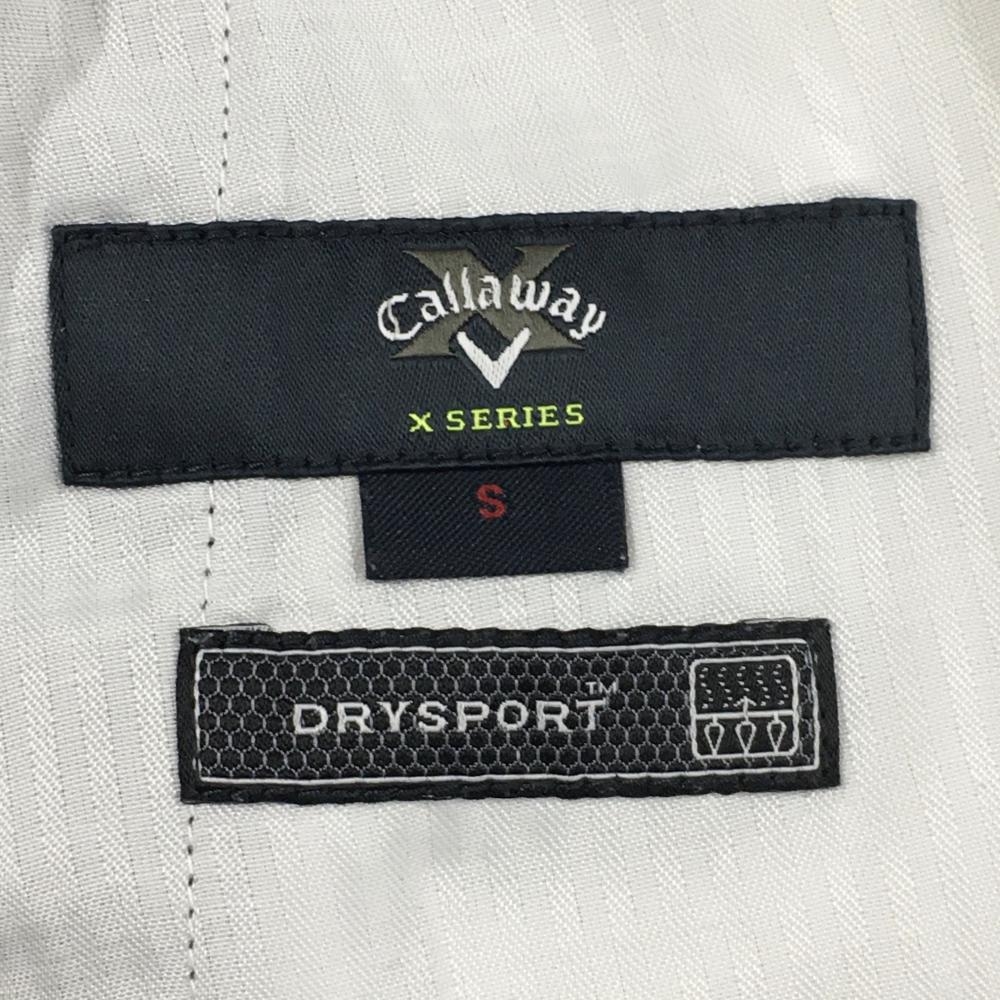 Callaway
X SERIES
S
DRYSPORT™